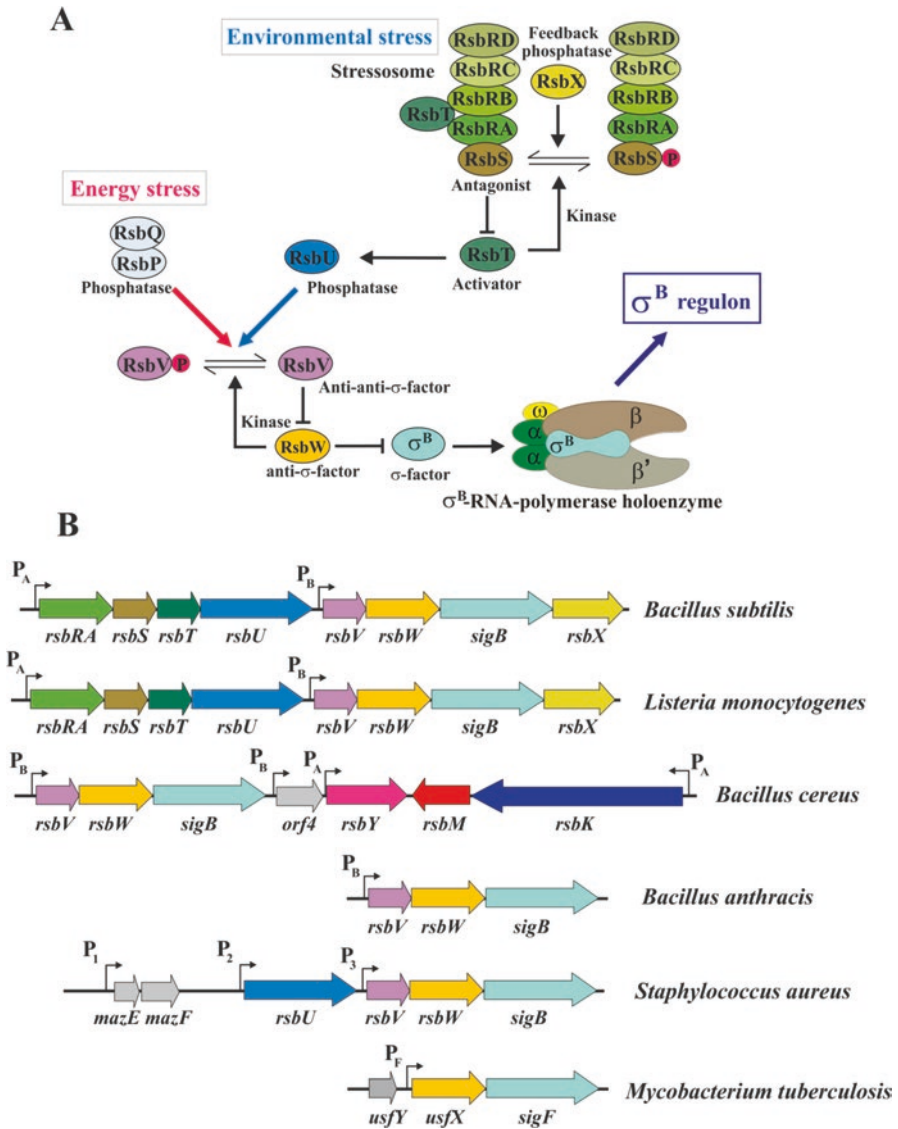 A
Environmental stress
Stressosome
RsbRD
RsbRC
RsbRB
RsbT
RsbRA
RsbS
Antagonist
Feedback
phosphatase
RsbX
RsbRD
RsbRC
RsbRB
RsbRA
RsbS P
Kinase
Energy stress
RsbQ
RsbP
Phosphatase
RsbU
Phosphatase
RsbT
Activator
σB regulon
RsbV P
RsbV
Anti-anti-σ-factor
Kinase
RsbW
anti-σ-factor
σB
σ-factor
ω
α
α
σB
β
β'
σB-RNA-polymerase holoenzyme
B
PA PB
rsbRA rsbS rsbT rsbU rsbV rsbW sigB rsbX
Bacillus subtilis
PA PB
rsbRA rsbS rsbT rsbU rsbV rsbW sigB rsbX
Listeria monocytogenes
PB PB PA PA
rsbV rsbW sigB orf4 rsbY rsbM rsbK
Bacillus cereus
PB
rsbV rsbW sigB
Bacillus anthracis
P1 P2 P3
mazE mazF rsbU rsbV rsbW sigB
Staphylococcus aureus
PF
usfY usfX sigF
Mycobacterium tuberculosis